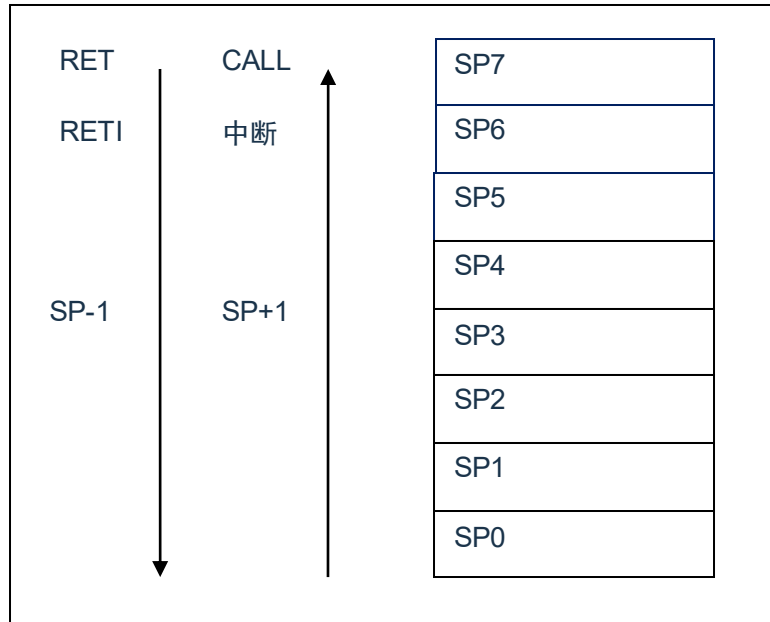 RET CALL SP7
RETI 中断 SP6
SP5
SP4
SP-1 SP+1 SP3
SP2
SP1
SP0